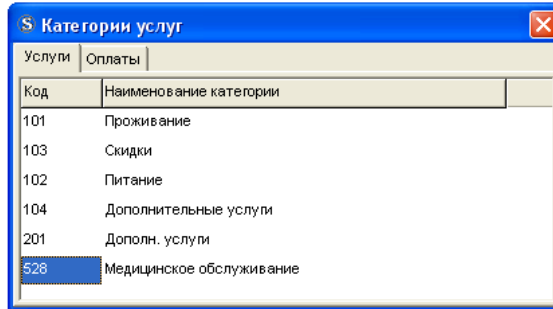 S Категории услуг
Услуги Оплаты
Код Наименование категории
101 Проживание
103 Скидки
102 Питание
104 Дополнительные услуги
201 Дополн. услуги
528 Медицинское обслуживание